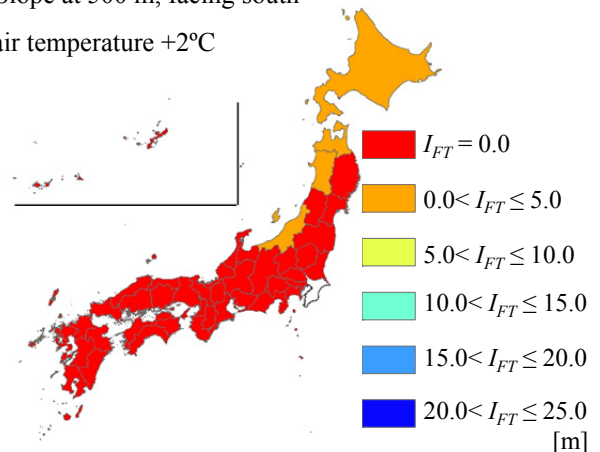 Slope at 500 m, facing south
air temperature +2ºC
I_FT = 0.0
0.0< I_FT ≤ 5.0
5.0< I_FT ≤ 10.0
10.0< I_FT ≤ 15.0
15.0< I_FT ≤ 20.0
20.0< I_FT ≤ 25.0
[m]